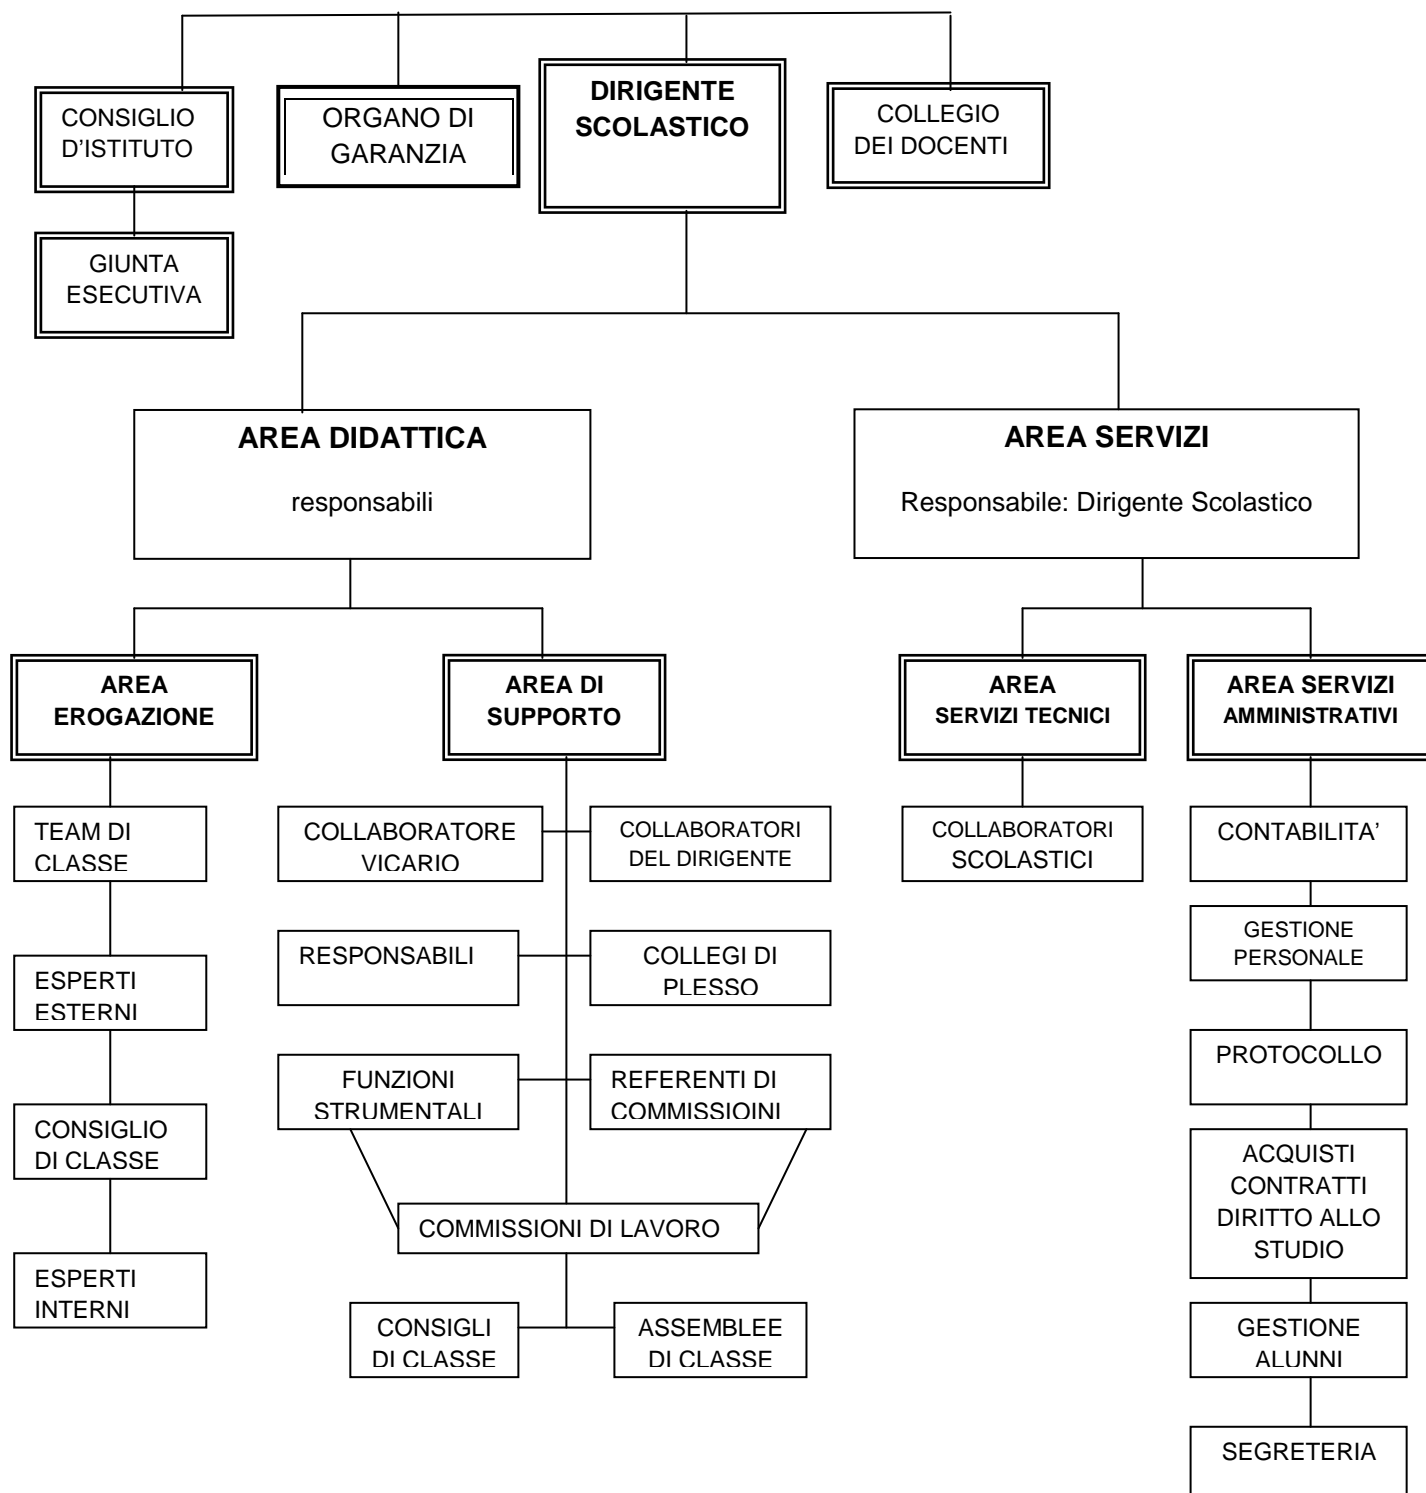 CONSIGLIO
D'ISTITUTO
ORGANO DI
GARANZIA
DIRIGENTE
SCOLASTICO
COLLEGIO
DEI DOCENTI
GIUNTA
ESECUTIVA
AREA DIDATTICA
responsabili
AREA SERVIZI
Responsabile: Dirigente Scolastico
AREA
EROGAZIONE
AREA DI
SUPPORTO
AREA
SERVIZI TECNICI
AREA SERVIZI
AMMINISTRATIVI
TEAM DI
CLASSE
COLLABORATORE
VICARIO
COLLABORATORI
DEL DIRIGENTE
COLLABORATORI
SCOLASTICI
CONTABILITA’
GESTIONE
PERSONALE
ESPERTI
ESTERNI
RESPONSABILI
COLLEGI DI
PLESSO
PROTOCOLLO
FUNZIONI
STRUMENTALI
REFERENTI DI
COMMISSIOINI
CONSIGLIO
DI CLASSE
ACQUISTI
CONTRATTI
DIRITTO ALLO
STUDIO
COMMISSIONI DI LAVORO
ESPERTI
INTERNI
CONSIGLI
DI CLASSE
ASSEMBLEE
DI CLASSE
GESTIONE
ALUNNI
SEGRETERIA